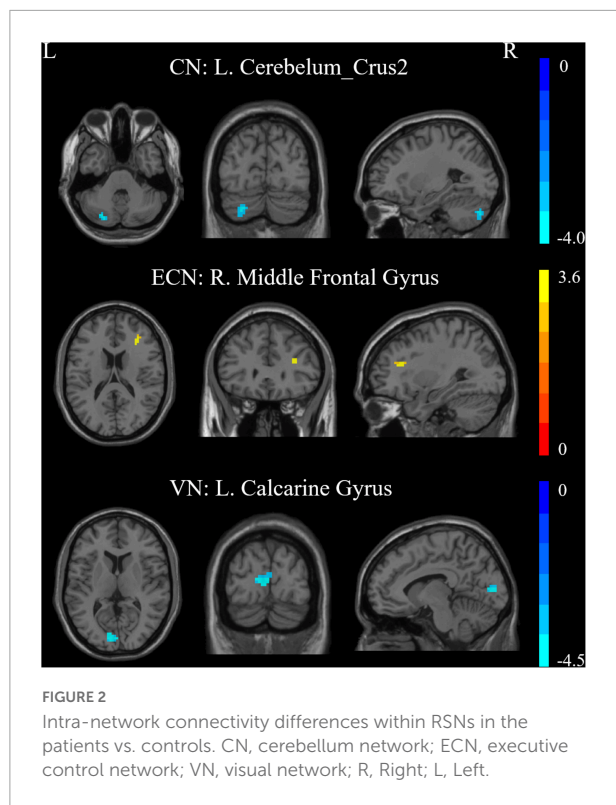 L
R
CN: L. Cerebelum_Crus2
0
-4.0
ECN: R. Middle Frontal Gyrus
3.6
0
VN: L. Calcarine Gyrus
0
-4.5
FIGURE 2
Intra-network connectivity differences within RSNs in the
patients vs. controls. CN, cerebellum network; ECN, executive
control network; VN, visual network; R, Right; L, Left.